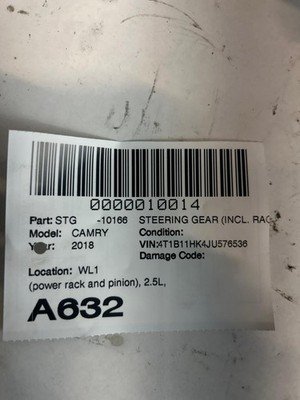 0000010014
Part: STG -10166 STEERING GEAR (INCL. RAC
Model: CAMRY Condition:
Year: 2018 VIN:4T1B11HK4JU576536
Damage Code:
Location: WL1
(power rack and pinion), 2.5L,
A632